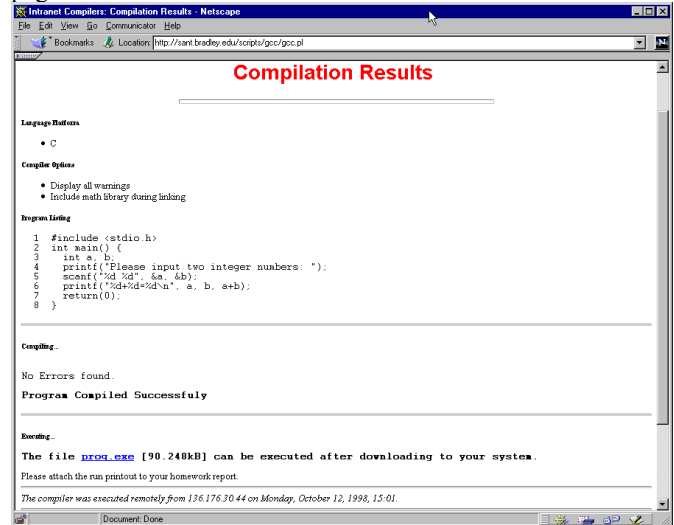 Intranet Compilers: Compilation Results - Netscape
File Edit View Go Communicator Help
Bookmarks Location: http://sant.bradley.edu/scripts/gcc/gcc.pl
Compilation Results
Language Platform
• C
Compiler Options
• Display all warnings
• Include math library during linking
Program Listing
1 #include <stdio.h>
2 int main() {
3 int a, b;
4 printf("Please input two integer numbers: ");
5 scanf("%d %d", &a, &b);
6 printf("%d+%d=%d\n", a, b, a+b);
7 return(0);
8 }
Compiling...
No Errors found.
Program Compiled Successfuly
Executing...
The file prog.exe [90.248kB] can be executed after downloading to your system.
Please attach the run printout to your homework report.
The compiler was executed remotely from 136.176.30.44 on Monday, October 12, 1998, 15:01.
Document: Done